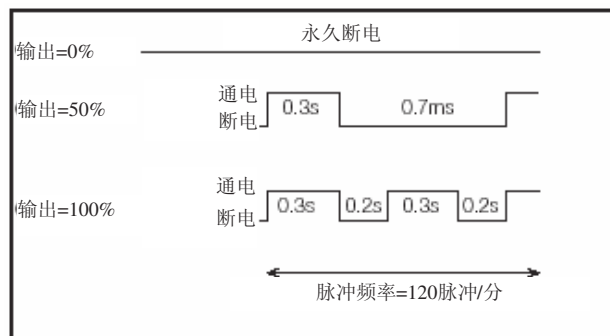 永久断电
输出=0%
通电
0.3s 0.7ms
输出=50%
断电
通电
输出=100%
0.3s 0.2s 0.3s 0.2s
断电
脉冲频率=120脉冲/分